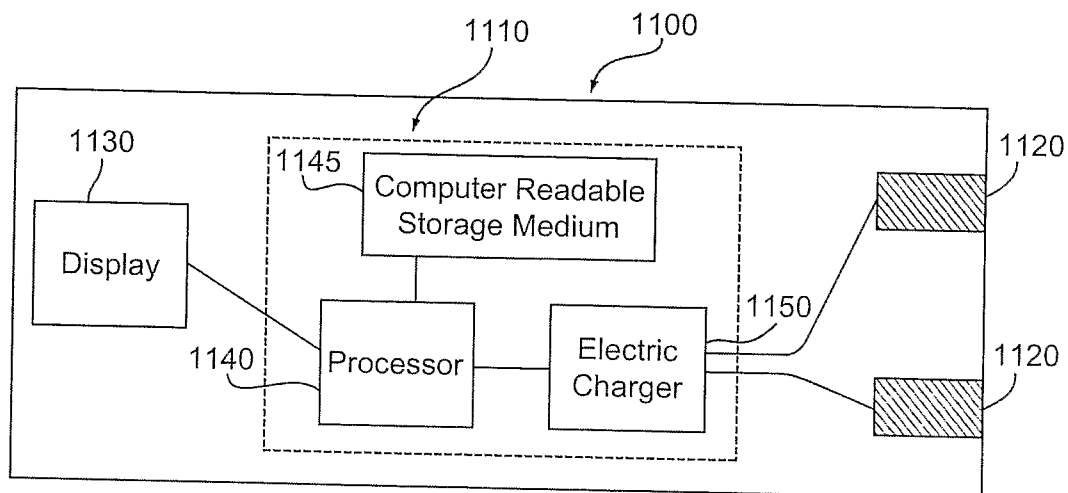 1110
1100
1130
1145
1120
Computer Readable
Storage Medium
Display
1150
1140
Processor
Electric
Charger
1120